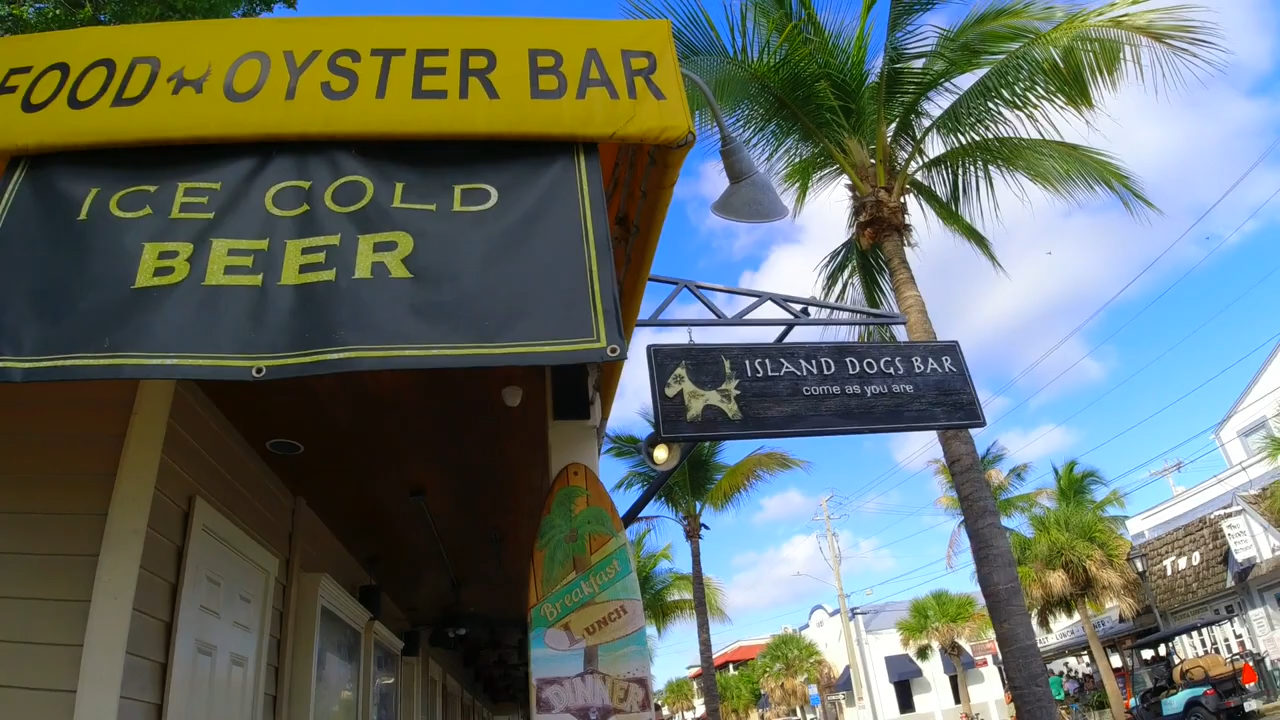 FOOD OYSTER BAR
ICE COLD
BEER
ISLAND DOGS BAR
come as you are
Breakfast
LUNCH
DINNER
TWO